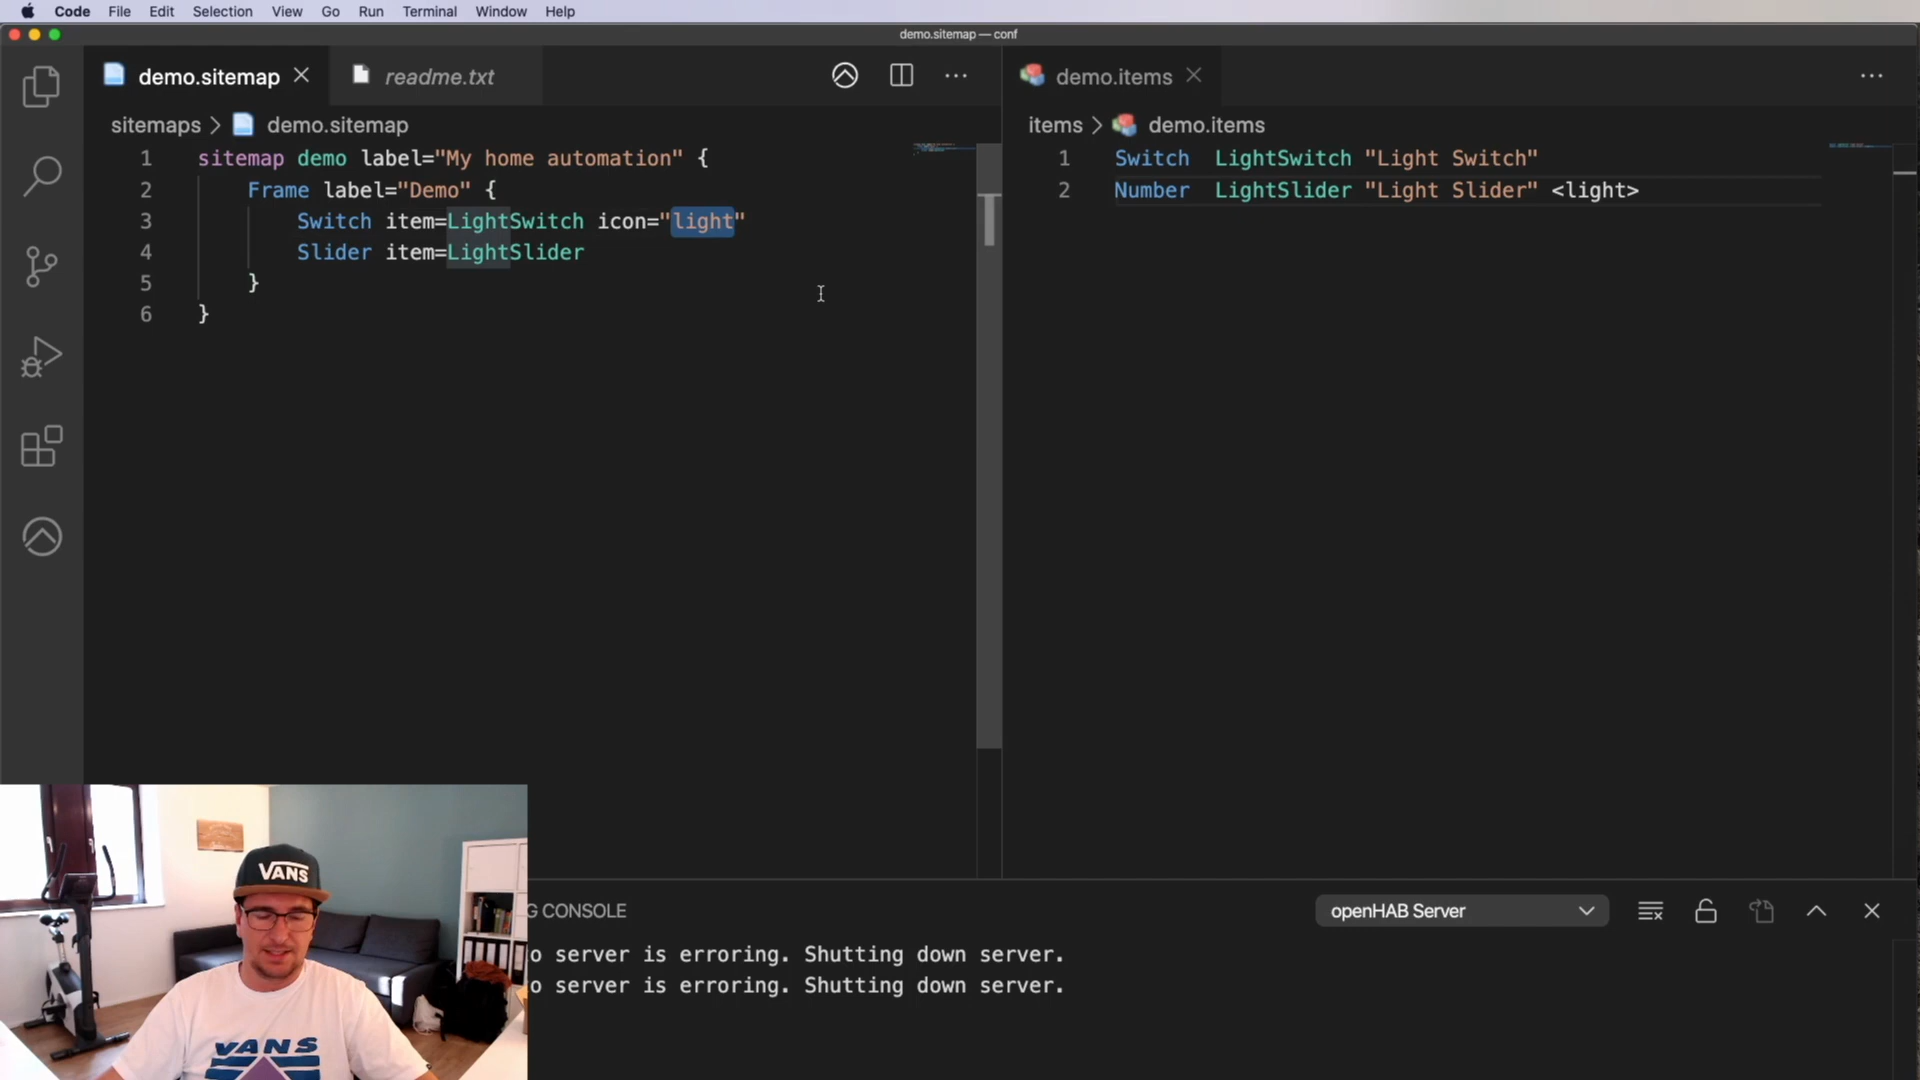 Code File Edit Selection View Go Run Terminal Window Help
demo.sitemap — conf
demo.sitemap
readme.txt
demo.items
sitemaps > demo.sitemap
items > demo.items
1 sitemap demo label="My home automation" {
2 Frame label="Demo" {
3 Switch item=LightSwitch icon="light"
4 Slider item=LightSlider
5 }
6 }
1 Switch LightSwitch "Light Switch"
2 Number LightSlider "Light Slider" <light>
G CONSOLE
openHAB Server
o server is erroring. Shutting down server.
o server is erroring. Shutting down server.
VANS
VANS